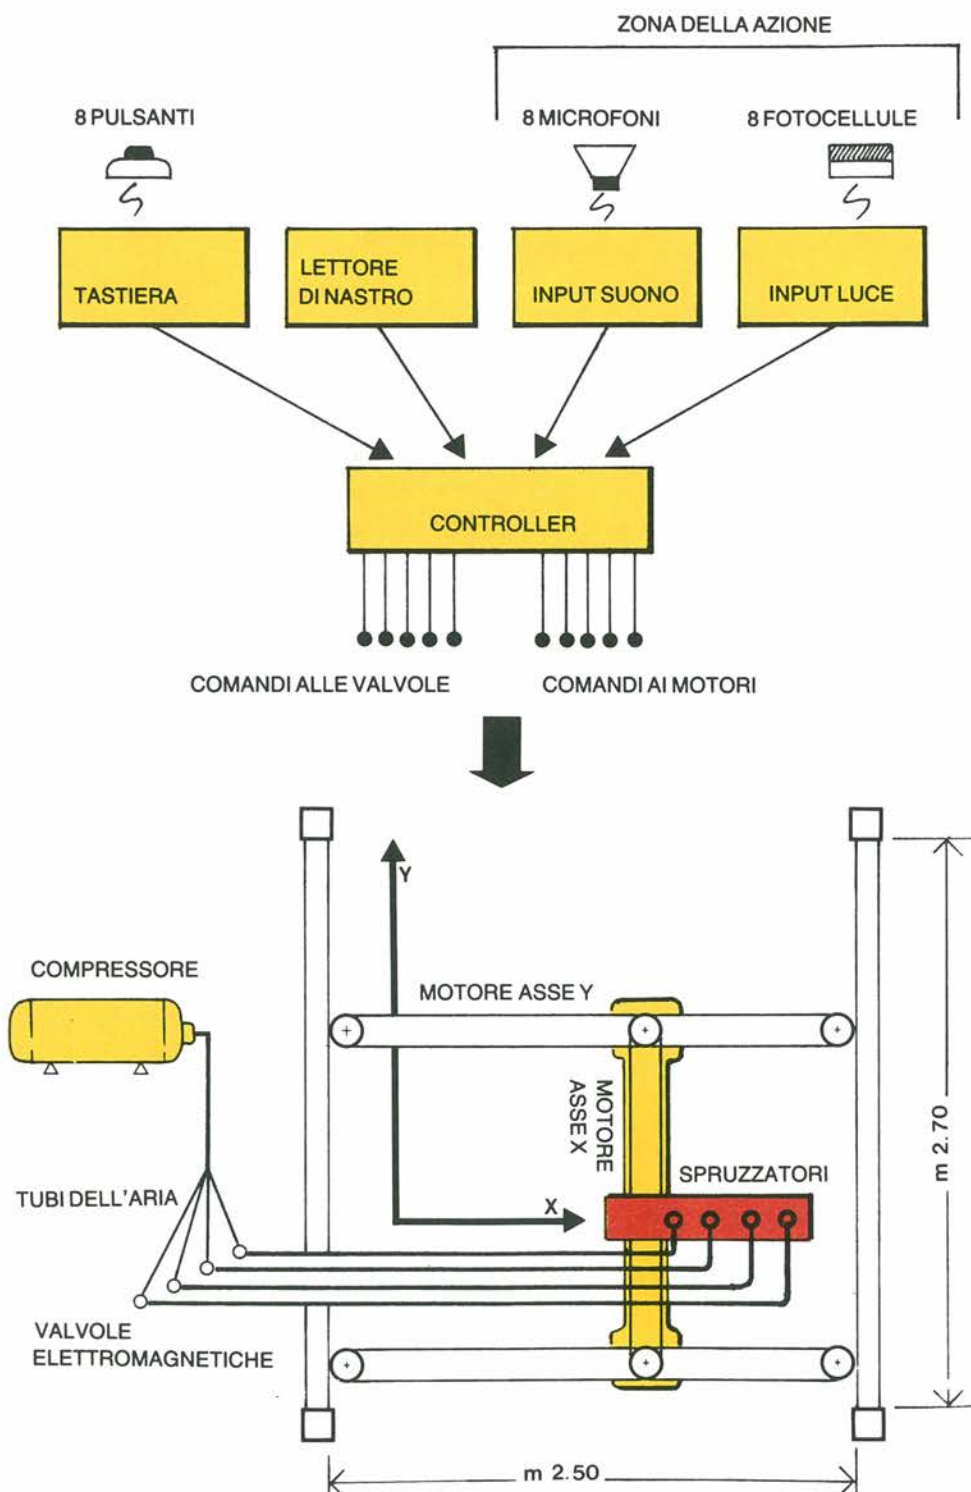 ZONA DELLA AZIONE
8 PULSANTI
8 MICROFONI
8 FOTOCELLULE
TASTIERA
LETTORE
DI NASTRO
INPUT SUONO
INPUT LUCE
CONTROLLER
COMANDI ALLE VALVOLE
COMANDI AI MOTORI
Y
COMPRESSORE
MOTORE ASSE Y
MOTORE
ASSE X
m 2.70
SPRUZZATORI
TUBI DELL'ARIA
X
VALVOLE
ELETTROMAGNETICHE
m 2.50